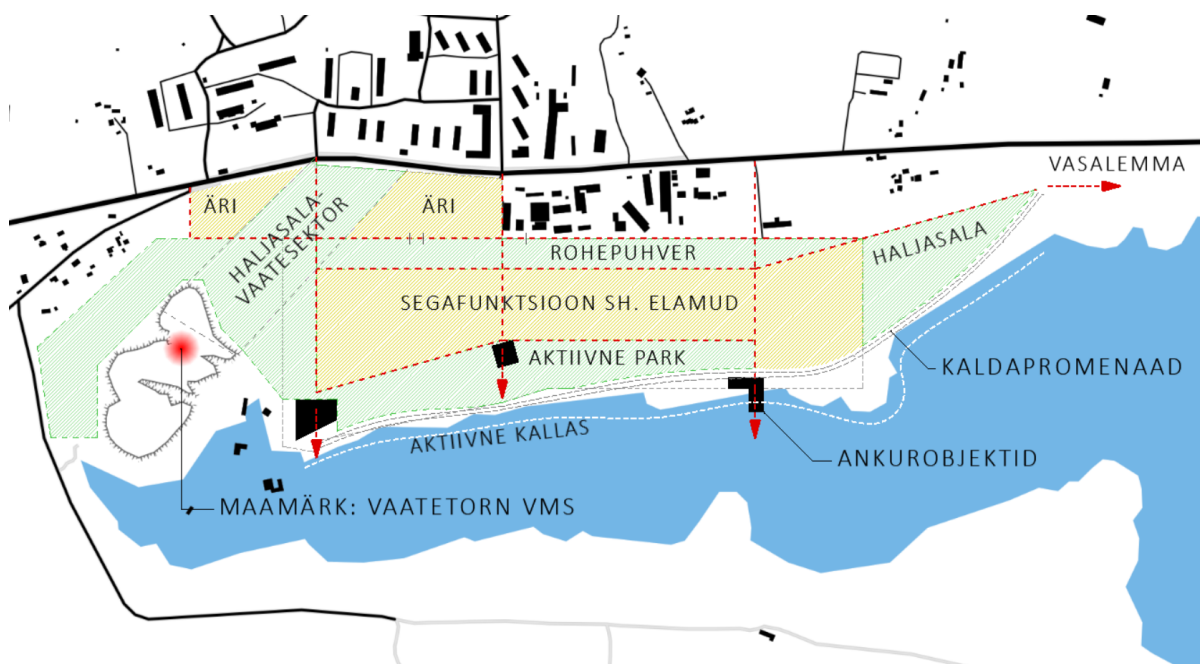 VASALEMMA
ÄRI
ÄRI
HALJASALA-
VAATESEKTOR
HALJASALA
ROHEPUHVER
SEGAFUNKTSIOON SH. ELAMUD
AKTIIVNE PARK
KALDAPROMENAAD
AKTIIVNE KALLAS
ANKUROBJEKTID
MAAMÄRK: VAATETORN VMS